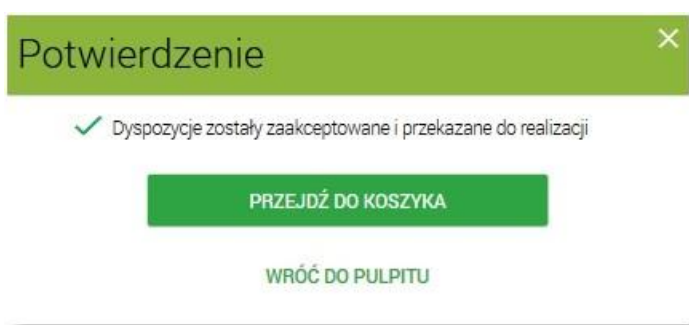 Potwierdzenie
Dyspozycje zostały zaakceptowane i przekazane do realizacji
PRZEJDŹ DO KOSZYKA
WRÓĆ DO PULPITU